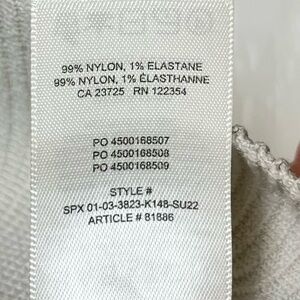 99% NYLON, 1% ELASTANE
99% NYLON, 1% ÉLASTHANNE
CA 23725 RN 122354
PO 4500168507
PO 4500168508
PO 4500168509
STYLE #
SPX 01-03-3823-K148-SU22
ARTICLE # 81886